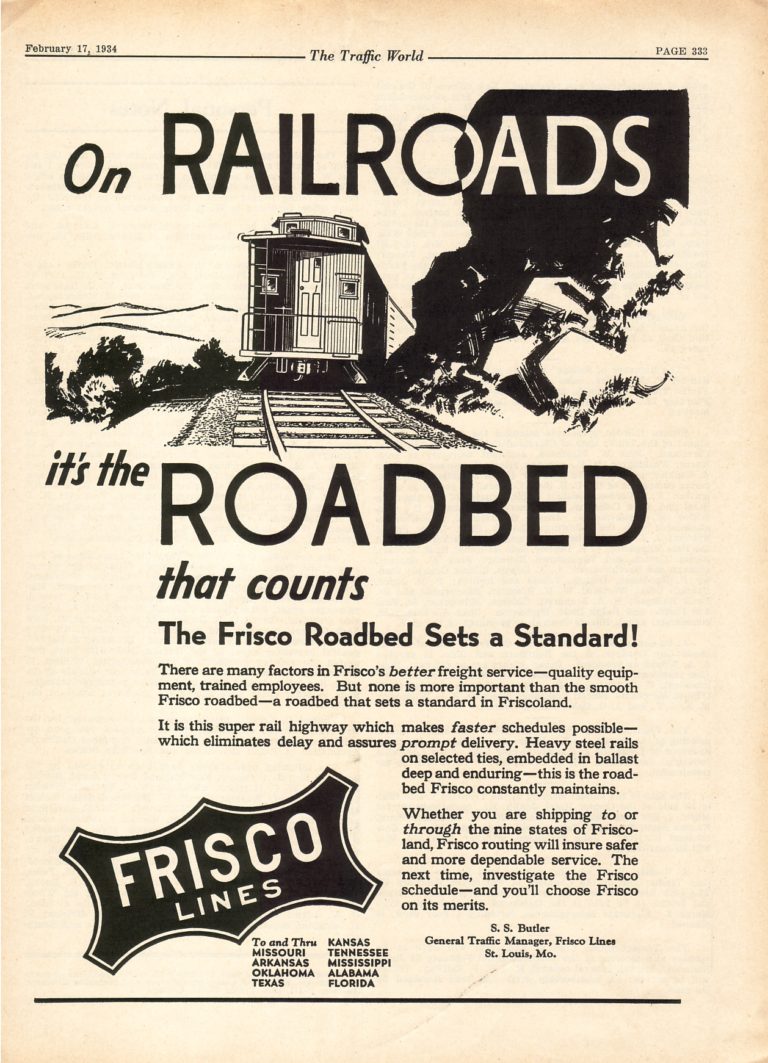 February 17, 1934
The Traffic World
PAGE 333
On RAILROADS
it's the ROADBED
that counts
The Frisco Roadbed Sets a Standard!
There are many factors in Frisco's better freight service—quality equip-
ment, trained employees. But none is more important than the smooth
Frisco roadbed—a roadbed that sets a standard in Friscoland.
It is this super rail highway which makes faster schedules possible—
which eliminates delay and assures prompt delivery. Heavy steel rails
on selected ties, embedded in ballast
deep and enduring—this is the road-
bed Frisco constantly maintains.
Whether you are shipping to or
through the nine states of Frisco-
land, Frisco routing will insure safer
and more dependable service. The
next time, investigate the Frisco
schedule—and you'll choose Frisco
on its merits.
S. S. Butler
General Traffic Manager, Frisco Lines
St. Louis, Mo.
FRISCO
LINES
To and Thru KANSAS
MISSOURI TENNESSEE
ARKANSAS MISSISSIPPI
OKLAHOMA ALABAMA
TEXAS FLORIDA